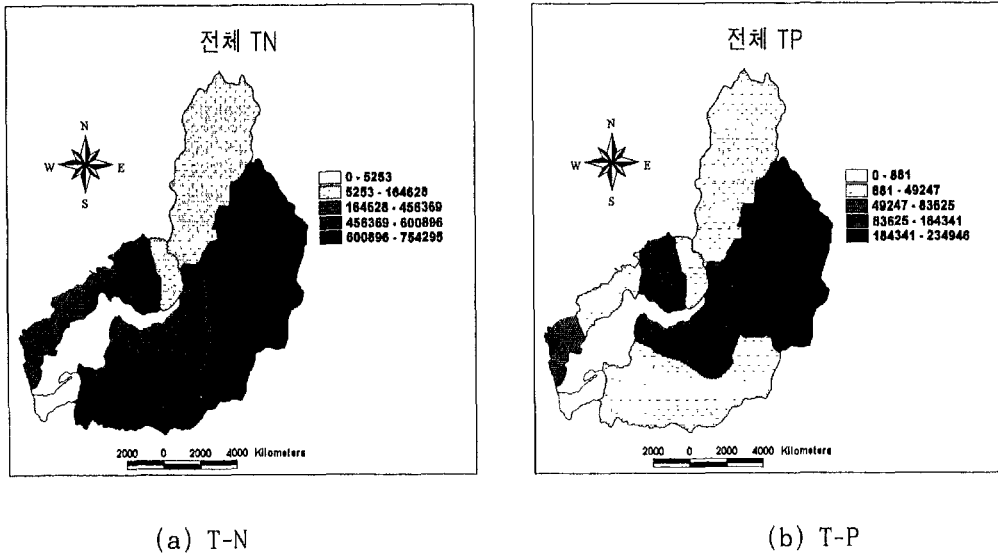 전체 TN
N
W
E
S
0 - 5253
5253 - 164628
164628 - 456369
456369 - 600896
600896 - 754295
2000 0 2000 4000 Kilometers
(a) T-N
전체 TP
N
W
E
S
0 - 881
881 - 49247
49247 - 83625
83625 - 184341
184341 - 234946
2000 0 2000 4000 Kilometers
(b) T-P